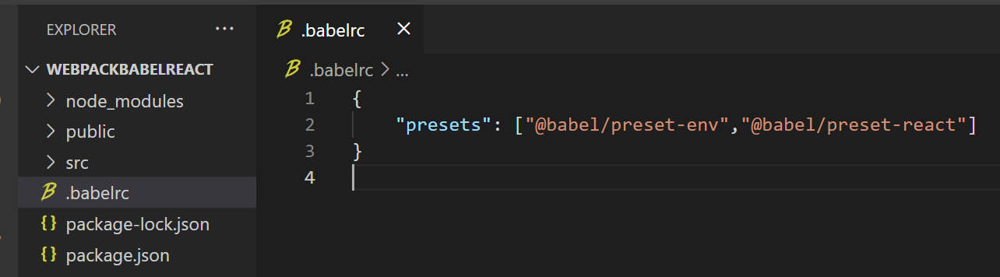 EXPLORER ...
WEBPACKBABELREACT
node_modules
public
src
.babelrc
package-lock.json
package.json
.babelrc
.babelrc > ...
1 {
2 "presets": ["@babel/preset-env","@babel/preset-react"]
3 }
4